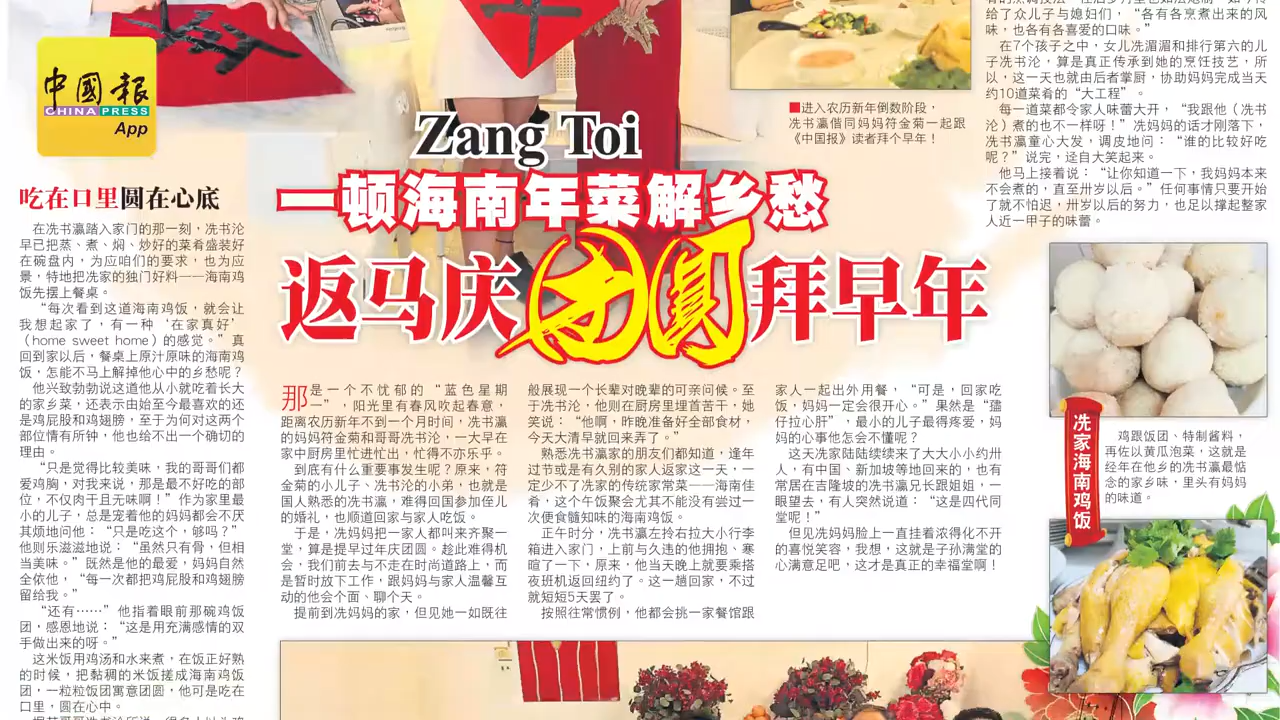 中國報
CHINA PRESS
App
Zang Toi
一顿海南年菜解乡愁
返马庆团圆拜早年
■进入农历新年倒数阶段，
冼书瀛偕同妈妈符金菊一起跟
《中国报》读者拜个早年！
给了众儿子与媳妇们，“各有各烹煮出来的风
味，也各有各喜爱的口味。”
在7个孩子之中，女儿冼湄湄和排行第六的儿
子冼书沦，算是真正传承到她的烹饪技艺，所
以，这一天也就由后者掌厨，协助妈妈完成当天
约10道菜肴的“大工程”。
每一道菜都令家人味蕾大开，“我跟他（冼书
沦）煮的也不一样呀！”冼妈妈的话才刚落下，
冼书瀛童心大发，调皮地问：“谁的比较好吃
呢？”说完，迳自大笑起来。
他马上接着说：“让你知道一下，我妈妈本来
不会煮的，直至卅岁以后。”任何事情只要开始
了就不怕迟，卅岁以后的努力，也足以撑起整家
人近一甲子的味蕾。
吃在口里圆在心底
在冼书瀛踏入家门的那一刻，冼书沦
早已把蒸、煮、焖、炒好的菜肴盛装好
在碗盘内，为应咱们的要求，也为应
景，特地把冼家的独门好料——海南鸡
饭先摆上餐桌。
“每次看到这道海南鸡饭，就会让
我想起家了，有一种‘在家真好’
（home sweet home）的感觉。”真
回到家以后，餐桌上原汁原味的海南鸡
饭，怎能不马上解掉他心中的乡愁呢？
他兴致勃勃说这道他从小就吃着长大
的家乡菜，还表示由始至今最喜欢的还
是鸡屁股和鸡翅膀，至于为何对这两个
部位情有所钟，他也给不出一个确切的
理由。
“只是觉得比较美味，我的哥哥们都
爱鸡胸，对我来说，那是最不好吃的部
位，不仅肉干且无味啊！”作为家里最
小的儿子，总是宠着他的妈妈都会不厌
其烦地问他：“只是吃这个，够吗？”
他则乐滋滋地说：“虽然只有骨，但相
当美味。”既然是他的最爱，妈妈自然
全依他，“每一次都把鸡屁股和鸡翅膀
留给我。”
“还有……”他指着眼前那碗鸡饭
团，感恩地说：“这是用充满感情的双
手做出来的呀。”
这米饭用鸡汤和水来煮，在饭正好熟
的时候，把黏稠的米饭搓成海南鸡饭
团，一粒粒饭团寓意团圆，他可是吃在
口里，圆在心中。
那是一个不忧郁的“蓝色星期
一”，阳光里有春风吹起春意，
距离农历新年不到一个月时间，冼书瀛
的妈妈符金菊和哥哥冼书沦，一大早在
家中厨房里忙进忙出，忙得不亦乐乎。
到底有什么重要事发生呢？原来，符
金菊的小儿子、冼书沦的小弟，也就是
国人熟悉的冼书瀛，难得回国参加侄儿
的婚礼，也顺道回家与家人吃饭。
于是，冼妈妈把一家人都叫来齐聚一
堂，算是提早过年庆团圆。趁此难得机
会，我们前去与不走在时尚道路上，而
是暂时放下工作，跟妈妈与家人温馨互
动的他会个面、聊个天。
提前到冼妈妈的家，但见她一如既往
般展现一个长辈对晚辈的可亲问候。至
于冼书沦，他则在厨房里埋首苦干，她
笑说：“他啊，昨晚准备好全部食材，
今天大清早就回来弄了。”
熟悉冼书瀛家的朋友们都知道，逢年
过节或是有久别的家人返家这一天，一
定少不了冼家的传统家常菜——海南佳
肴，这个午饭聚会尤其不能没有尝过一
次便食髓知味的海南鸡饭。
正午时分，冼书瀛左拎右拉大小行李
箱进入家门，上前与久违的他拥抱、寒
暄了一下，原来，他当天晚上就要乘搭
夜班机返回纽约了。这一趟回家，不过
就短短5天罢了。
按照往常惯例，他都会挑一家餐馆跟
家人一起出外用餐，“可是，回家吃
饭，妈妈一定会很开心。”果然是“孻
仔拉心肝”，最小的儿子最得疼爱，妈
妈的心事他怎会不懂呢？
这天冼家陆陆续续来了大大小小约卅
人，有中国、新加坡等地回来的，也有
常居在吉隆坡的冼书瀛兄长跟姐姐，一
眼望去，有人突然说道：“这是四代同
堂呢！”
但见冼妈妈脸上一直挂着浓得化不开
的喜悦笑容，我想，这就是子孙满堂的
心满意足吧，这才是真正的幸福堂啊！
冼家海南鸡饭
鸡跟饭团、特制酱料，
再佐以黄瓜泡菜，这就是
经年在他乡的冼书瀛最惦
念的家乡味，里头有妈妈
的味道。